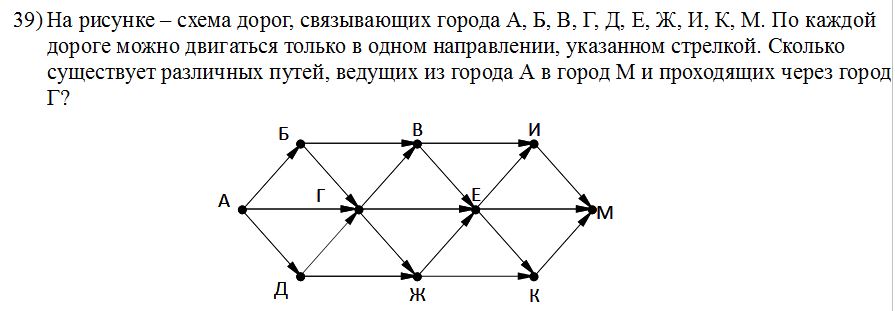 39) На рисунке – схема дорог, связывающих города А, Б, В, Г, Д, Е, Ж, И, К, М. По каждой
дороге можно двигаться только в одном направлении, указанном стрелкой. Сколько
существует различных путей, ведущих из города А в город М и проходящих через город
Г?
Б В И
А Г Е М
Д Ж К